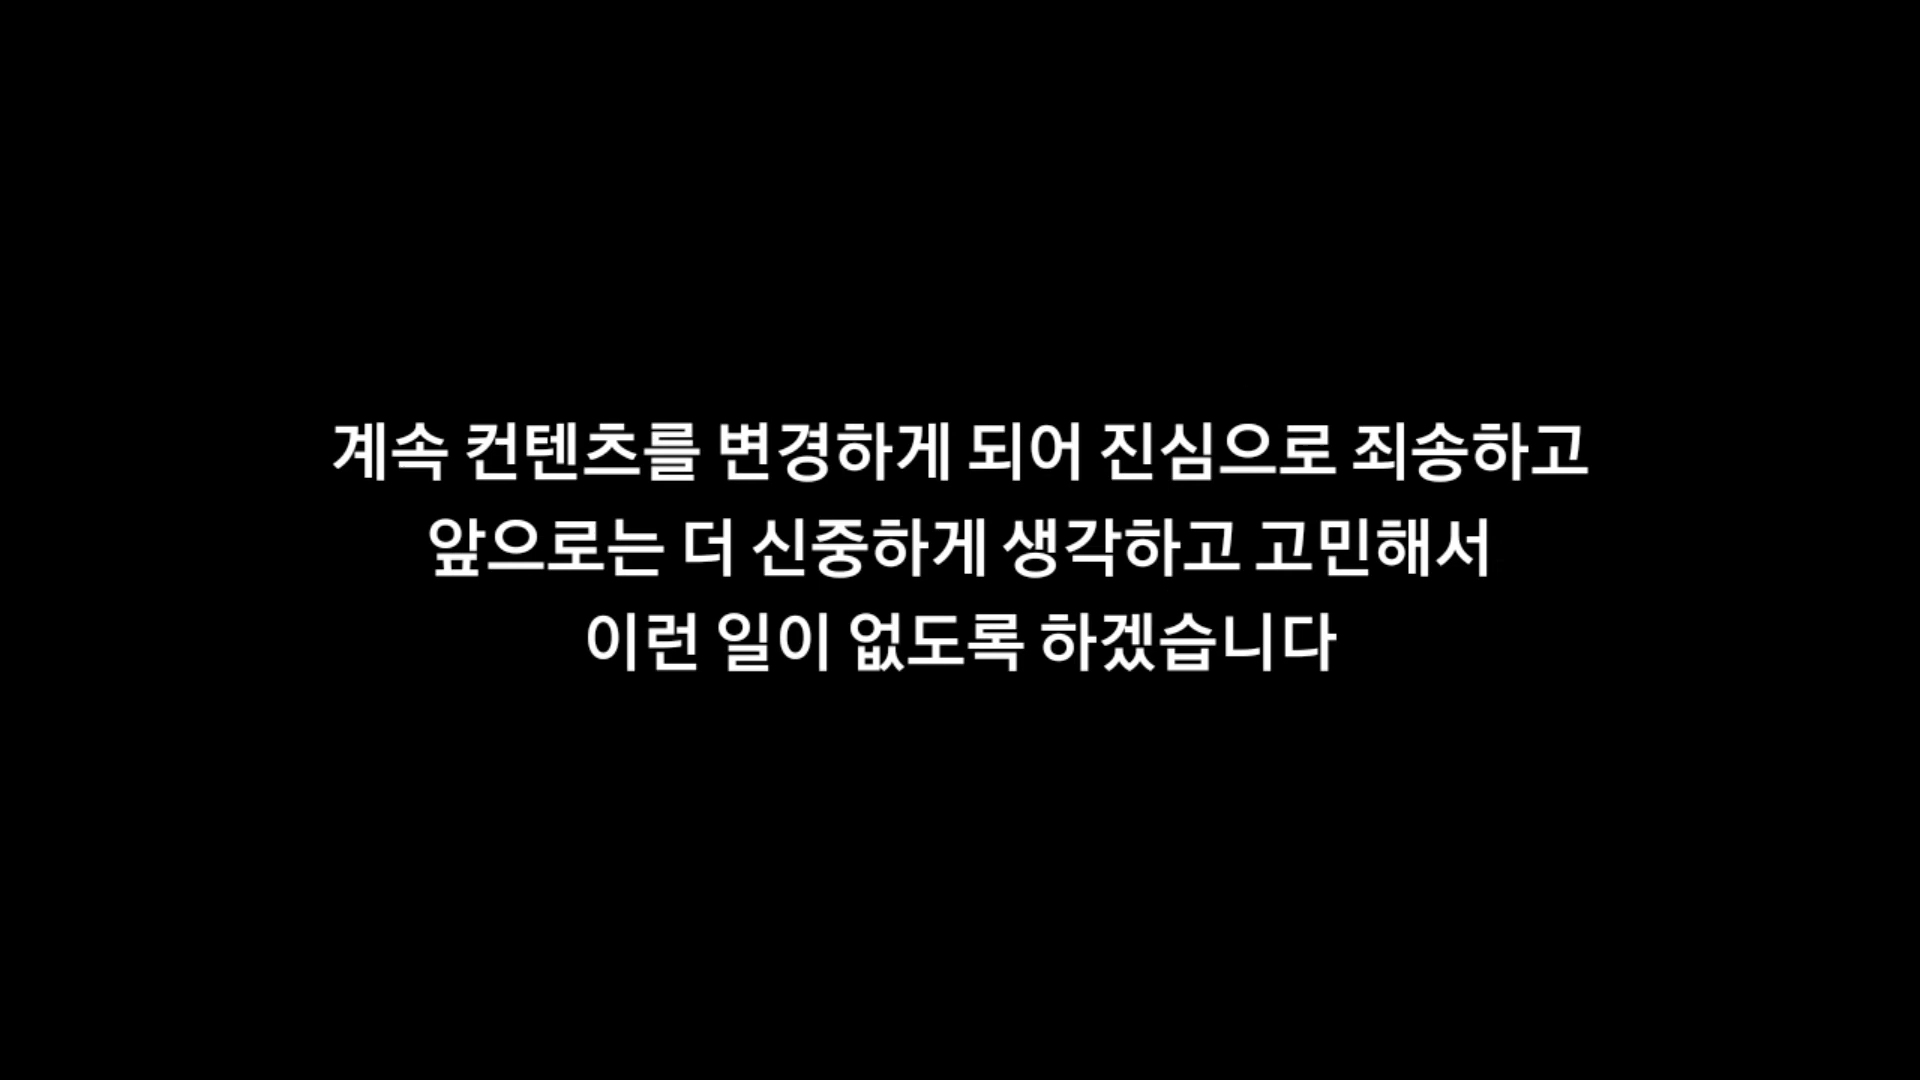 계속 컨텐츠를 변경하게 되어 진심으로 죄송하고
앞으로는 더 신중하게 생각하고 고민해서
이런 일이 없도록 하겠습니다